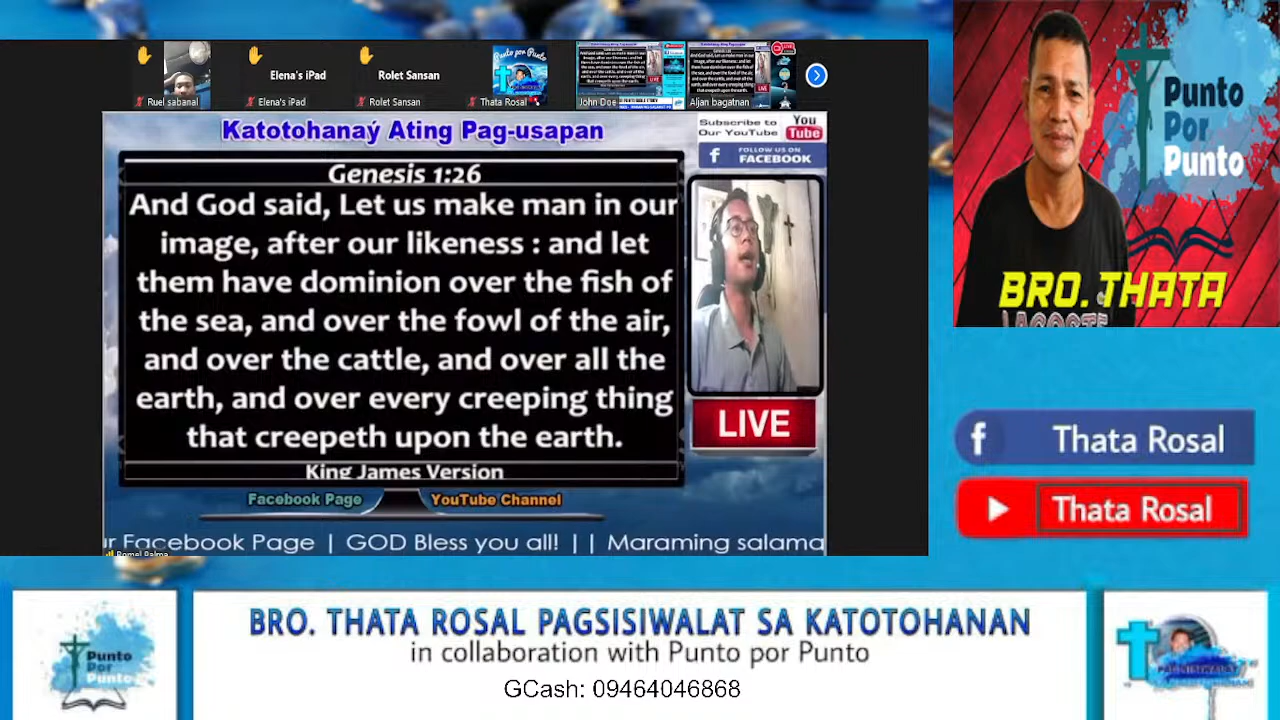 Elena's iPad
Rolet Sansan
Ruel sabanal
Elena's iPad
Rolet Sansan
Thata Rosal
John Doe
Aljan bagatnan
Katotohanaý Ating Pag-usapan
Subscribe to
Our YouTube
You
Tube
FOLLOW US ON
FACEBOOK
Genesis 1:26
And God said, Let us make man in our
image, after our likeness : and let
them have dominion over the fish of
the sea, and over the fowl of the air,
and over the cattle, and over all the
earth, and over every creeping thing
that creepeth upon the earth.
King James Version
LIVE
Facebook Page
YouTube Channel
ur Facebook Page | GOD Bless you all! | | Maraming salama
Romel Palma
Punto
Por
Punto
BRO. THATA
LACOSTE
Thata Rosal
Thata Rosal
Punto
Por
Punto
BRO. THATA ROSAL PAGSISIWALAT SA KATOTOHANAN
in collaboration with Punto por Punto
GCash: 09464046868